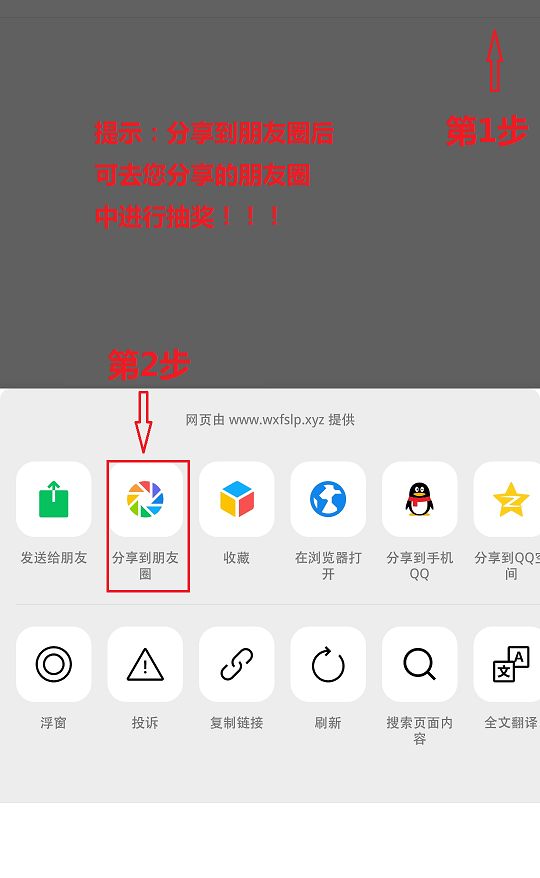 第1步
提示：分享到朋友圈后
可去您分享的朋友圈
中进行抽奖！！！
第2步
网页由 www.wxfslp.xyz 提供
发送给朋友
分享到朋友
圈
收藏
在浏览器打
开
分享到手机
QQ
分享到QQ空
间
浮窗
投诉
复制链接
刷新
搜索页面内
容
A
文
全文翻译